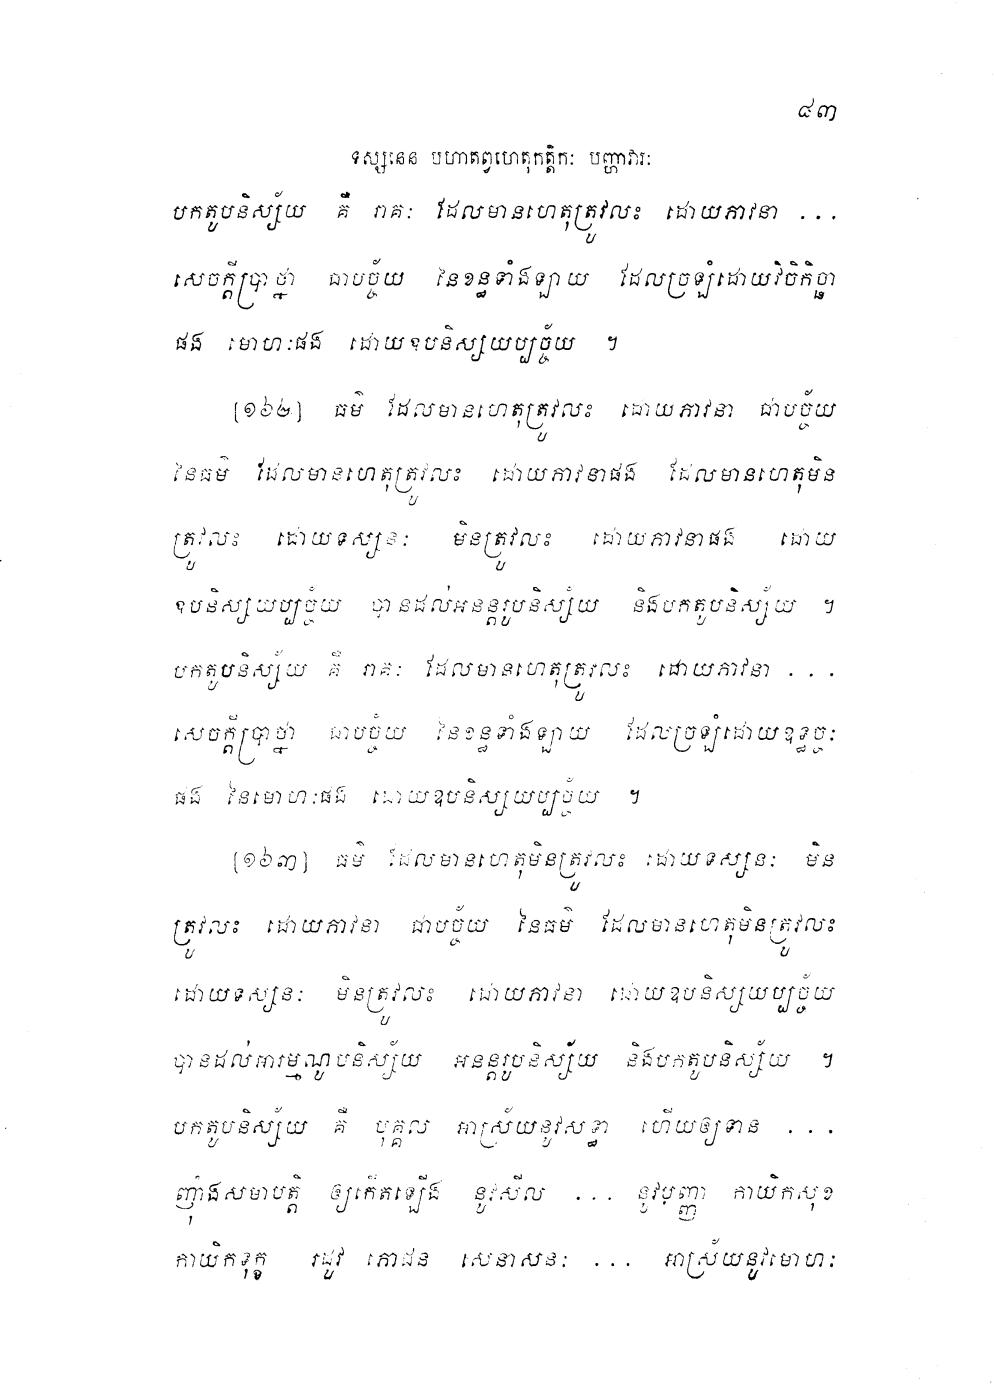 ៨៣
ទស្សនេន បហាតព្វហេតុកត្តិកៈ បញ្ហាវារៈ
បកតូបនិស្ស័យ គឺ រាគៈ ដែលមានហេតុត្រូវលះ ដោយភាវនា ...
សេចក្តីប្រាថ្នា ជាបច្ច័យ នៃខន្ធទាំងឡាយ ដែលច្រឡំដោយវិចិកិច្ឆា
ផង មោហៈផង ដោយឧបនិស្សយប្បច្ច័យ ។
[១៦២] ធម៌ ដែលមានហេតុត្រូវលះ ដោយភាវនា ជាបច្ច័យ
នៃធម៌ ដែលមានហេតុត្រូវលះ ដោយភាវនាផង ដែលមានហេតុមិន
ត្រូវលះ ដោយទស្សនៈ មិនត្រូវលះ ដោយភាវនាផង ដោយ
ឧបនិស្សយប្បច្ច័យ បានដល់អនន្តរូបនិស្ស័យ និងបកតូបនិស្ស័យ ។
បកតូបនិស្ស័យ គឺ រាគៈ ដែលមានហេតុត្រូវលះ ដោយភាវនា ...
សេចក្តីប្រាថ្នា ជាបច្ច័យ នៃខន្ធទាំងឡាយ ដែលច្រឡំដោយឧទ្ធច្ចៈ
ផង នៃមោហៈផង ដោយឧបនិស្សយប្បច្ច័យ ។
[១៦៣] ធម៌ ដែលមានហេតុមិនត្រូវលះ ដោយទស្សនៈ មិន
ត្រូវលះ ដោយភាវនា ជាបច្ច័យ នៃធម៌ ដែលមានហេតុមិនត្រូវលះ
ដោយទស្សនៈ មិនត្រូវលះ ដោយភាវនា ដោយឧបនិស្សយប្បច្ច័យ
បានដល់អារម្មណូបនិស្ស័យ អនន្តរូបនិស្ស័យ និងបកតូបនិស្ស័យ ។
បកតូបនិស្ស័យ គឺ បុគ្គល អាស្រ័យនូវសទ្ធា ហើយឲ្យទាន ...
ញ៉ាំងសមាបត្តិ ឲ្យកើតឡើង នូវសីល ... នូវបញ្ញា កាយិកសុខ
កាយិកទុក្ខ រដូវ ភោជន សេនាសនៈ ... អាស្រ័យនូវមោហៈ